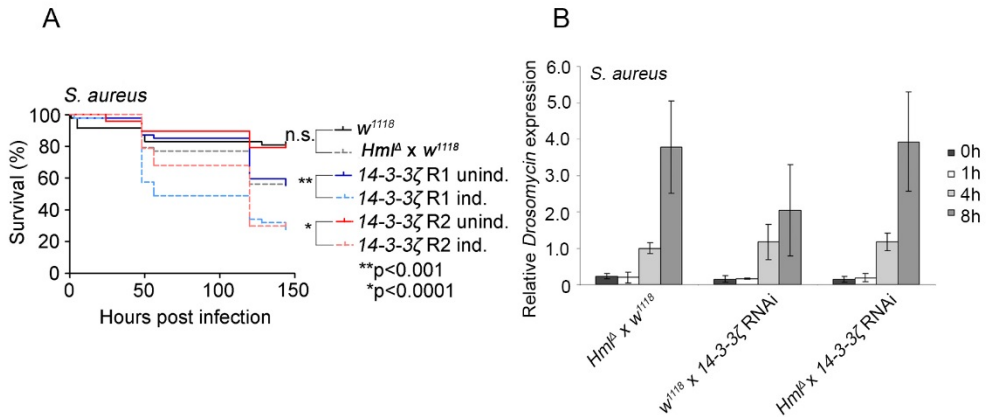 A
S. aureus
100
80
60
40
20
0
Survival (%)
0
50
100
150
Hours post infection
n.s.
w1118
HmlΔ x w1118
**
14-3-3ζ R1 unind.
14-3-3ζ R1 ind.
*
14-3-3ζ R2 unind.
14-3-3ζ R2 ind.
**p<0.001
*p<0.0001
B
S. aureus
6.0
5.0
4.0
3.0
2.0
1.0
0
Relative Drosomycin expression
HmlΔ x w1118
w1118 x 14-3-3ζ RNAi
HmlΔ x 14-3-3ζ RNAi
0h
1h
4h
8h